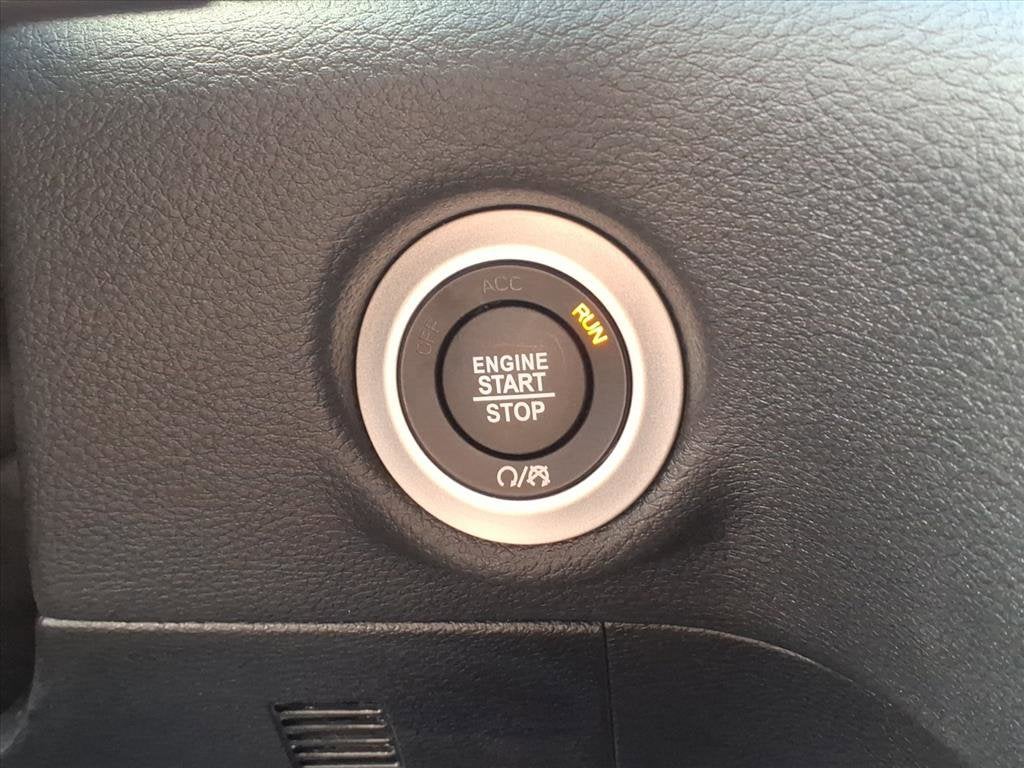 OFF
ACC
RUN
ENGINE
START
STOP